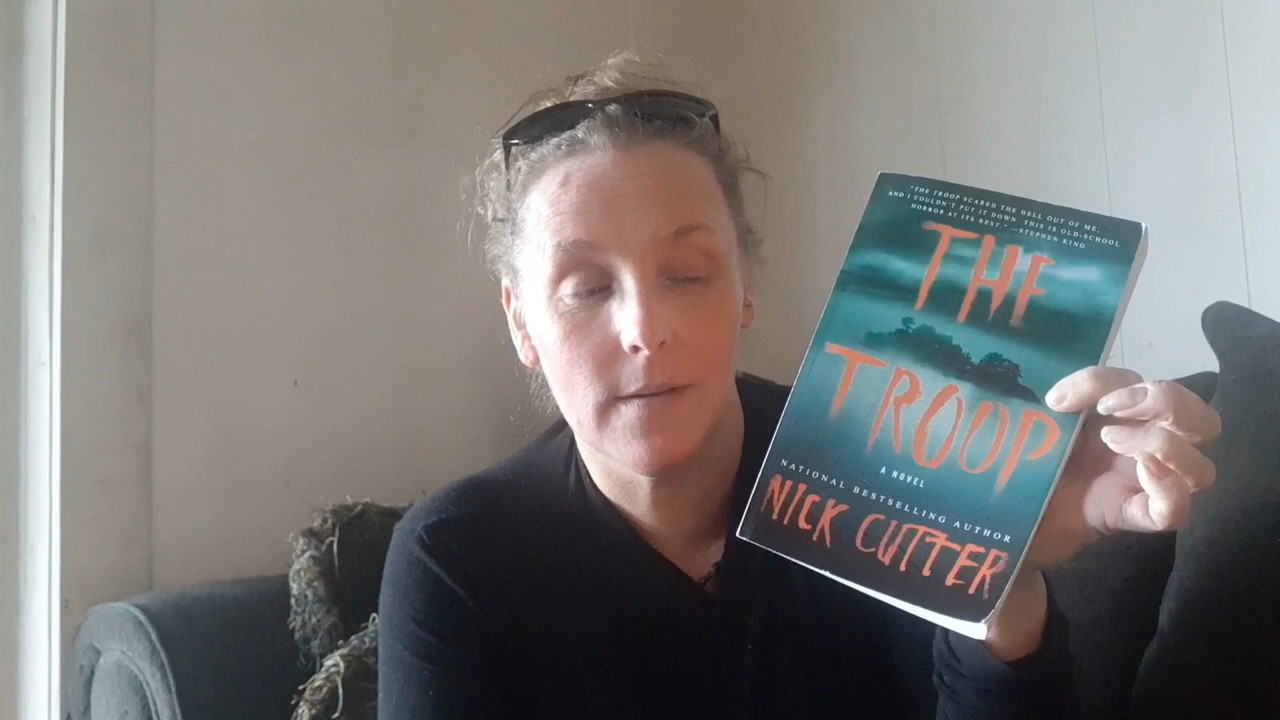 "THE TROOP SCARED THE HELL OUT OF ME,
AND I COULDN'T PUT IT DOWN. THIS IS OLD-SCHOOL
HORROR AT ITS BEST." —STEPHEN KING
THE
TROOP
A NOVEL
NATIONAL BESTSELLING AUTHOR
NICK CUTTER